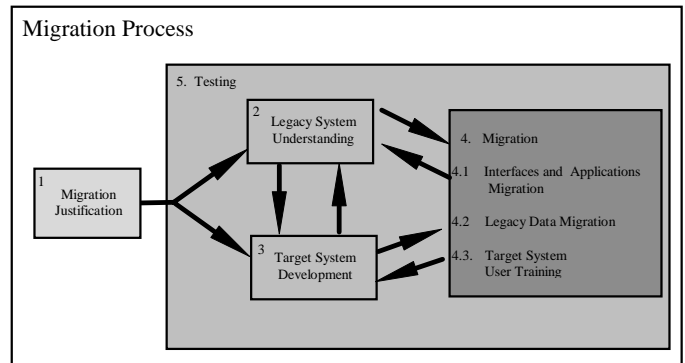 Migration Process
5. Testing
2
Legacy System
Understanding
4. Migration
4.1 Interfaces and Applications
Migration
1
Migration
Justification
4.2 Legacy Data Migration
3
Target System
Development
4.3. Target System
User Training